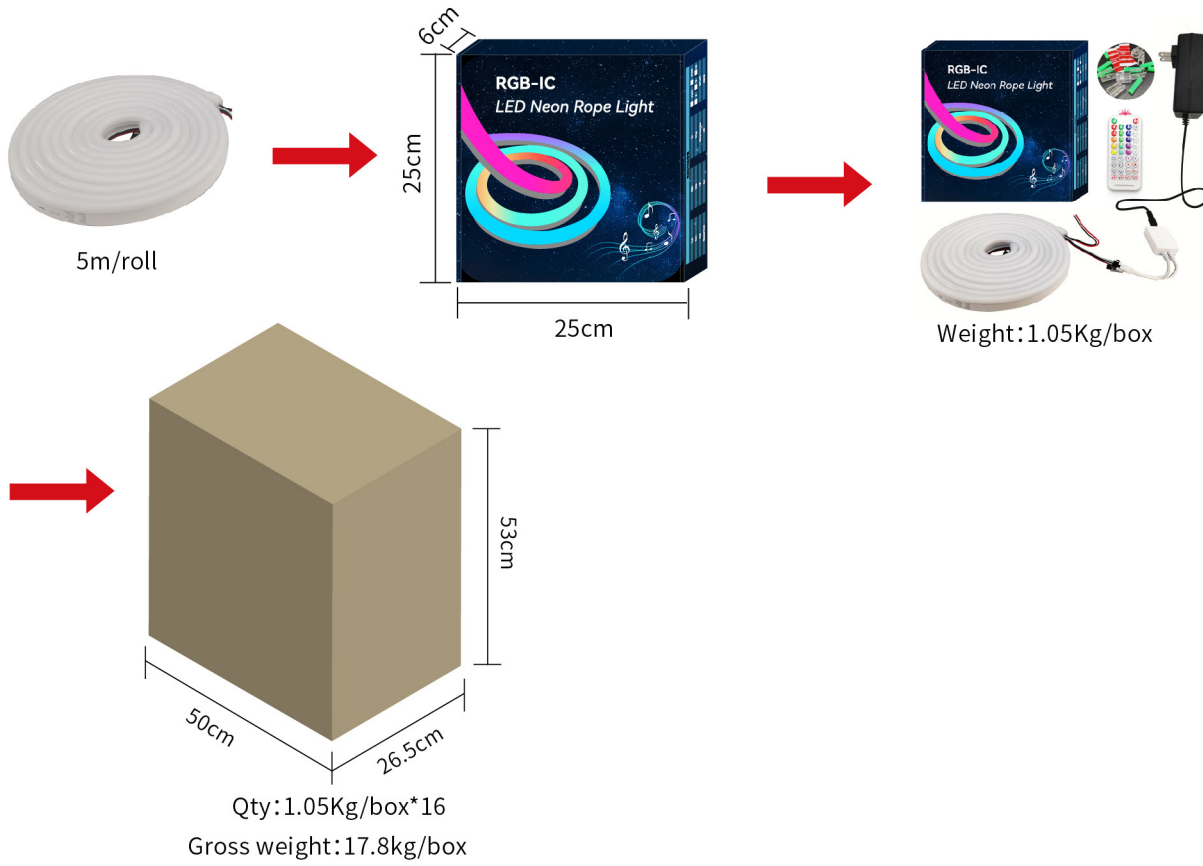 6cm
25cm
RGB-IC
LED Neon Rope Light
25cm
5m/roll
RGB-IC
LED Neon Rope Light
Weight:1.05Kg/box
53cm
50cm
26.5cm
Qty:1.05Kg/box*16
Gross weight:17.8kg/box